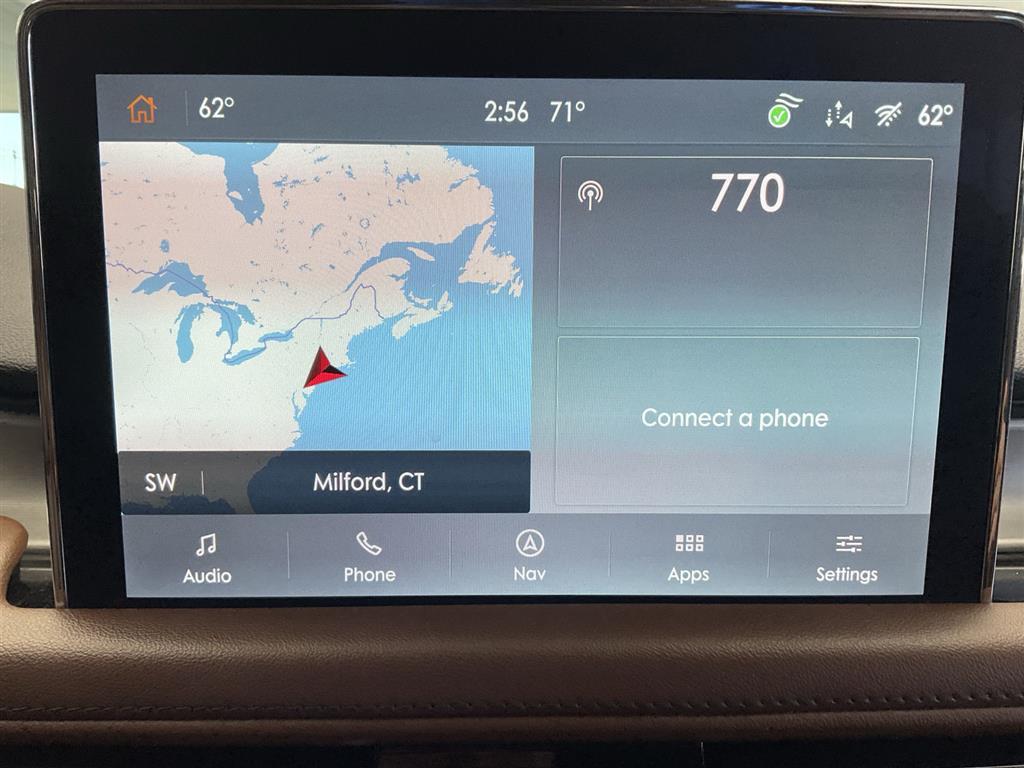 62°
2:56 71°
62°
770
Connect a phone
SW
Milford, CT
Audio
Phone
Nav
Apps
Settings